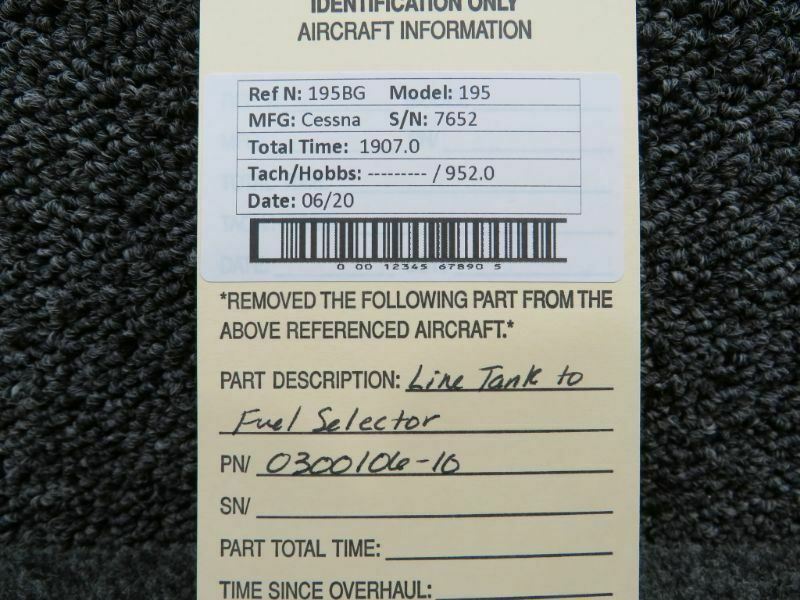 IDENTIFICATION ONLY
AIRCRAFT INFORMATION
Ref N: 195BG Model: 195
MFG: Cessna S/N: 7652
Total Time: 1907.0
Tach/Hobbs: --------- / 952.0
Date: 06/20
0 00 12345 67890 5
*REMOVED THE FOLLOWING PART FROM THE
ABOVE REFERENCED AIRCRAFT.*
PART DESCRIPTION: Line Tank to
Fuel Selector
PN/ 0300106-10
SN/
PART TOTAL TIME:
TIME SINCE OVERHAUL: